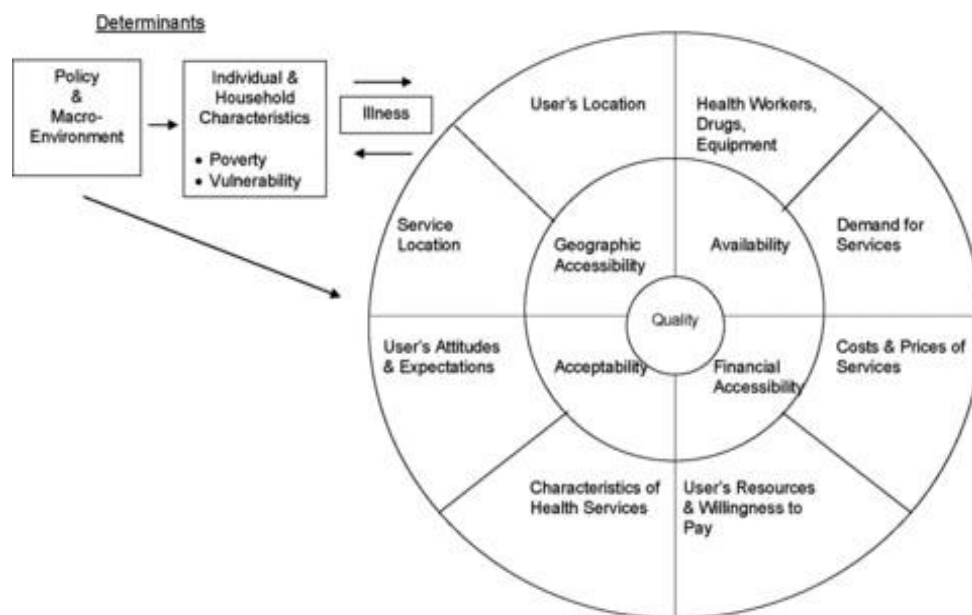 Determinants
Policy
&
Macro-
Environment
Individual &
Household
Characteristics
• Poverty
• Vulnerability
Illness
User's Location
Health Workers,
Drugs,
Equipment
Service
Location
Geographic
Accessibility
Availability
Demand for
Services
Quality
User's Attitudes
& Expectations
Acceptability
Financial
Accessibility
Costs & Prices of
Services
Characteristics of
Health Services
User's Resources
& Willingness to
Pay